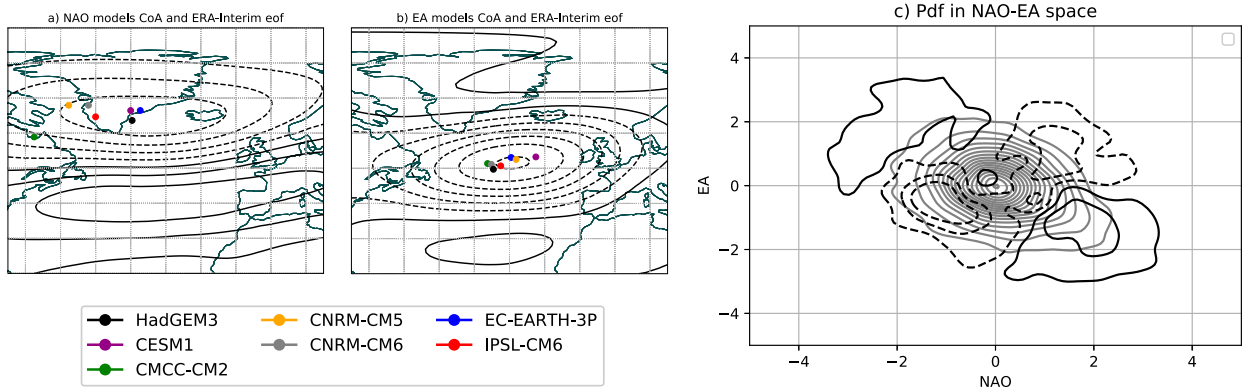 a) NAO models CoA and ERA-Interim eof
b) EA models CoA and ERA-Interim eof
HadGEM3
CESM1
CMCC-CM2
CNRM-CM5
CNRM-CM6
EC-EARTH-3P
IPSL-CM6
c) Pdf in NAO-EA space
EA
4
2
0
−2
−4
−4
−2
0
2
4
NAO